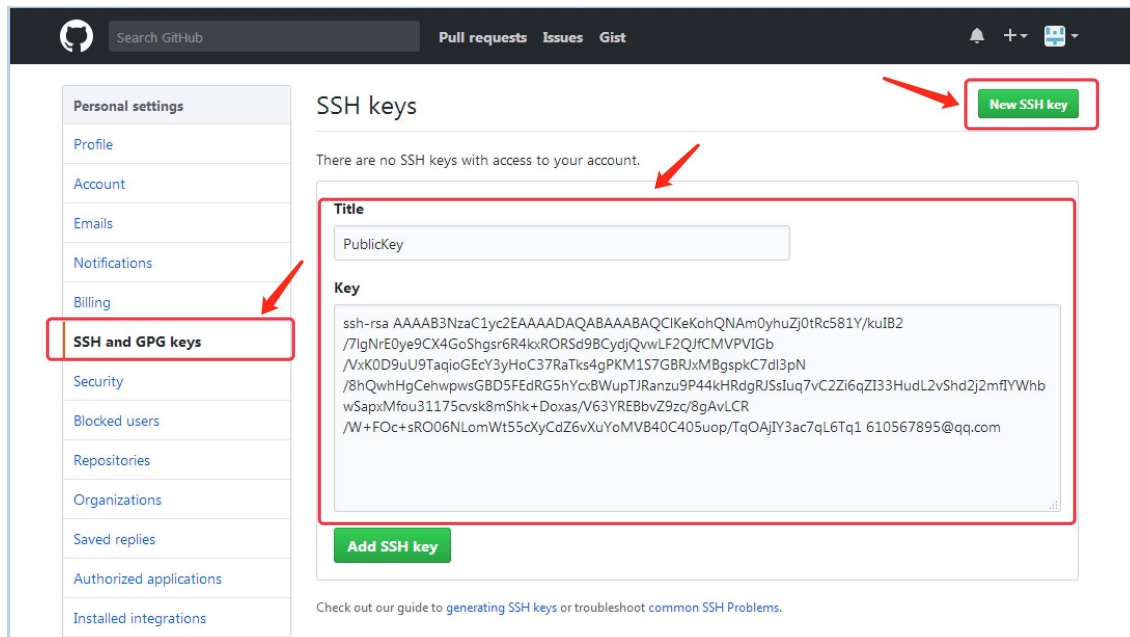 Search GitHub
Pull requests Issues Gist
Personal settings
Profile
Account
Emails
Notifications
Billing
SSH and GPG keys
Security
Blocked users
Repositories
Organizations
Saved replies
Authorized applications
Installed integrations
SSH keys
New SSH key
There are no SSH keys with access to your account.
Title
PublicKey
Key
ssh-rsa AAAAB3NzaC1yc2EAAAADAQABAAABAQClKeKohQNAm0yhuZj0tRc581Y/kuIB2
/7lgNrE0ye9CX4GoShgsr6R4kxRORSd9BCydjQvwLF2QJfCMVPVIGb
/VxK0D9uU9TaqioGEcY3yHoC37RaTks4gPKM1S7GBRJxMBgspkC7dl3pN
/8hQwhHgCehwpwsGBD5FEdRG5hYcxBWupTJRanzu9P44kHRdgRJSsIuq7vC2Zi6qZI33HudL2vShd2j2mfIYWhb
wSapxMfou31175cvsk8mShk+Doxas/V63YREBbvZ9zc/8gAvLCR
/W+FOc+sRO06NLomWt55cXyCdZ6vXuYoMVB40C405uop/TqOAjIY3ac7qL6Tq1 610567895@qq.com
Add SSH key
Check out our guide to generating SSH keys or troubleshoot common SSH Problems.